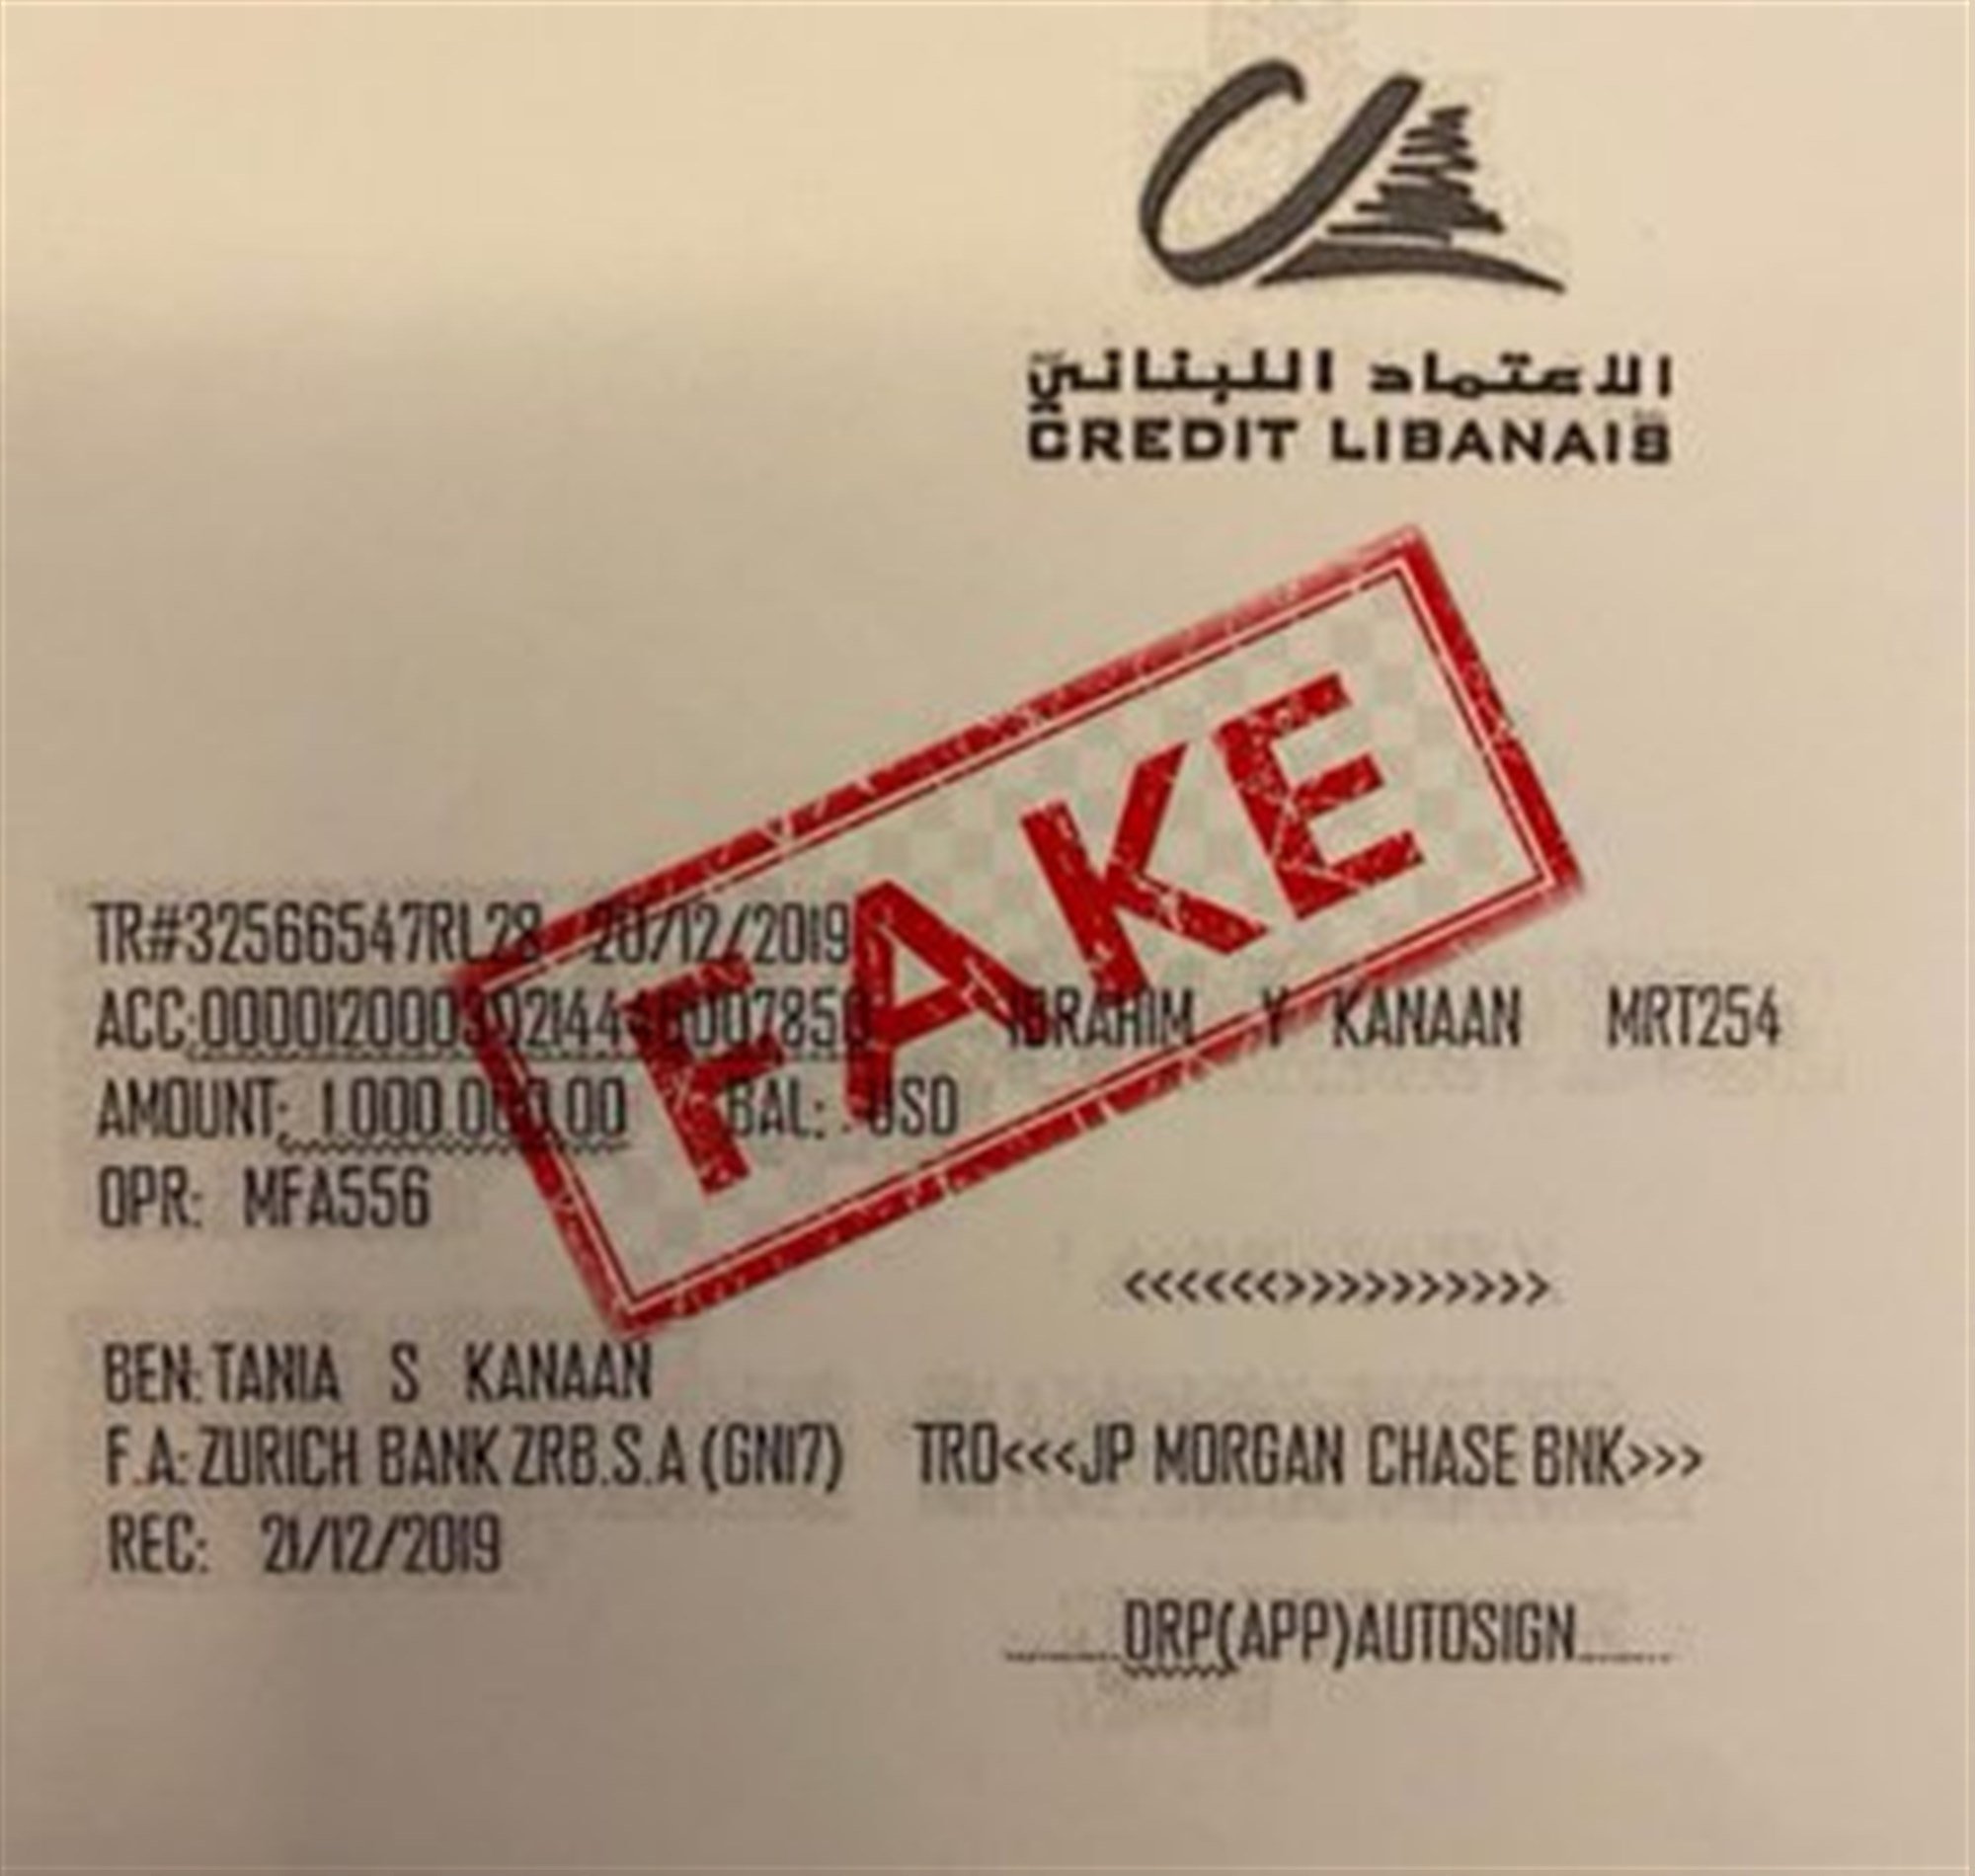 الاعتماد اللبناني
CREDIT LIBANAIS
FAKE
TR#32566547RL28 20/12/2019
IBRAHIM Y KANAAN MRT254
AMOUNT: 1.000.000.00 BAL: : USD
OPR: MFA556
<<<<<<>>>>>>>>>>
BEN: TANIA S KANAAN
F.A: ZURICH BANK ZRB.S.A (GN17) TRO<<<JP MORGAN CHASE BNK>>>
REC: 21/12/2019
........ORP(APP)AUTOSIGN.......